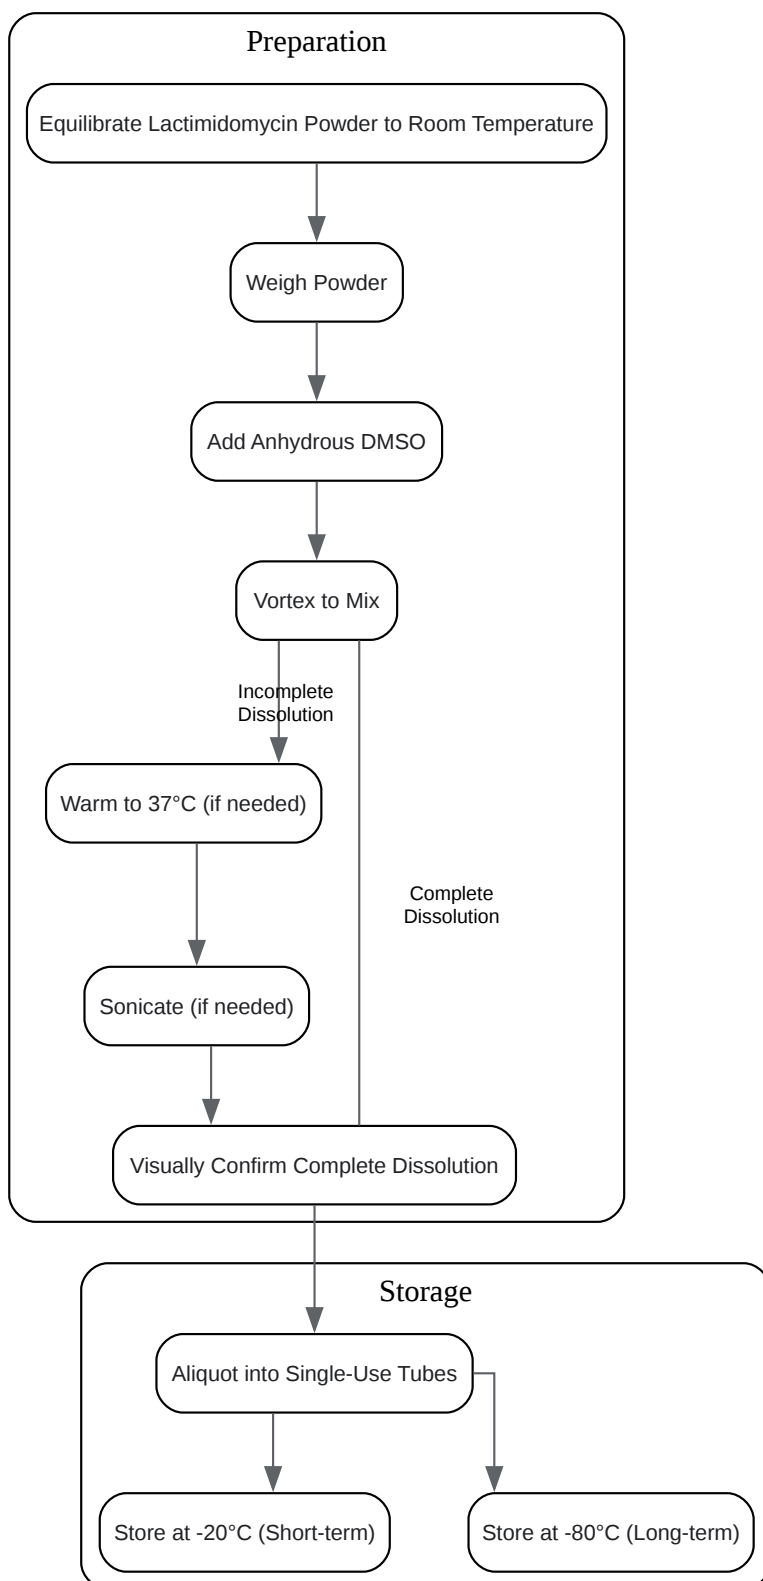 Preparation
Equilibrate Lactimidomycin Powder to Room Temperature
Weigh Powder
Add Anhydrous DMSO
Vortex to Mix
Incomplete
Dissolution
Warm to 37°C (if needed)
Complete
Dissolution
Sonicate (if needed)
Visually Confirm Complete Dissolution
Storage
Aliquot into Single-Use Tubes
Store at -20°C (Short-term)
Store at -80°C (Long-term)